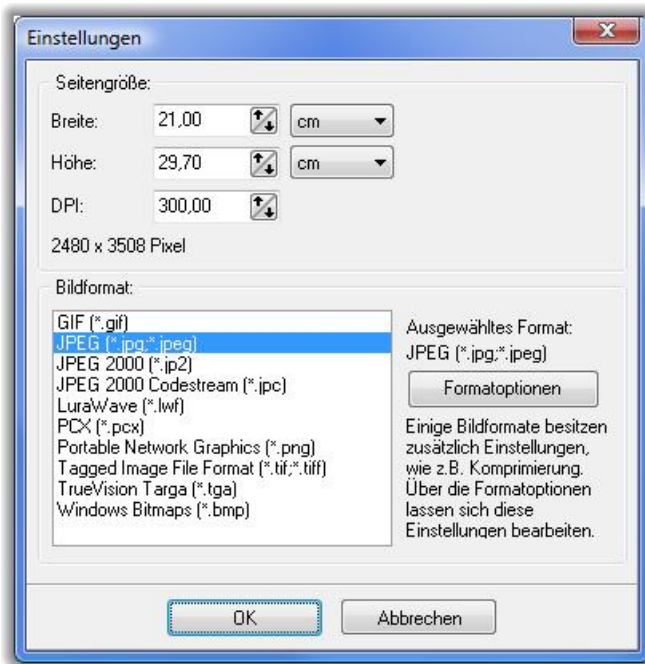 Einstellungen
Seitengröße:
Breite: 21,00 cm
Höhe: 29,70 cm
DPI: 300,00
2480 x 3508 Pixel
Bildformat:
GIF (*.gif)
JPEG (*.jpg;*.jpeg)
JPEG 2000 (*.jp2)
JPEG 2000 Codestream (*.jpc)
LuraWave (*.lwf)
PCX (*.pcx)
Portable Network Graphics (*.png)
Tagged Image File Format (*.tif;*.tiff)
TrueVision Targa (*.tga)
Windows Bitmaps (*.bmp)
Ausgewähltes Format:
JPEG (*.jpg;*.jpeg)
Formatoptionen
Einige Bildformate besitzen
zusätzlich Einstellungen,
wie z.B. Komprimierung.
Über die Formatoptionen
lassen sich diese
Einstellungen bearbeiten.
OK Abbrechen